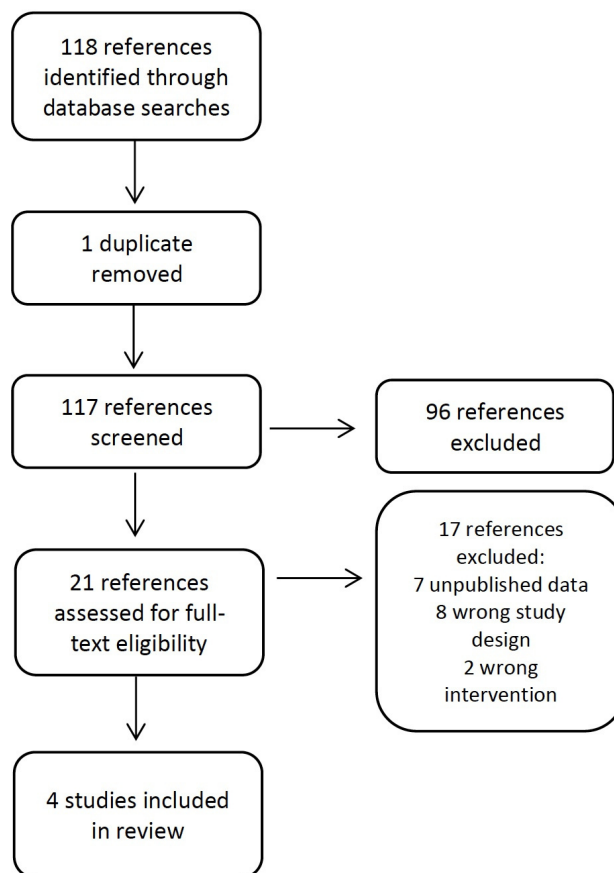 118 references
identified through
database searches
1 duplicate
removed
117 references
screened
96 references
excluded
21 references
assessed for full-
text eligibility
17 references
excluded:
7 unpublished data
8 wrong study
design
2 wrong
intervention
4 studies included
in review